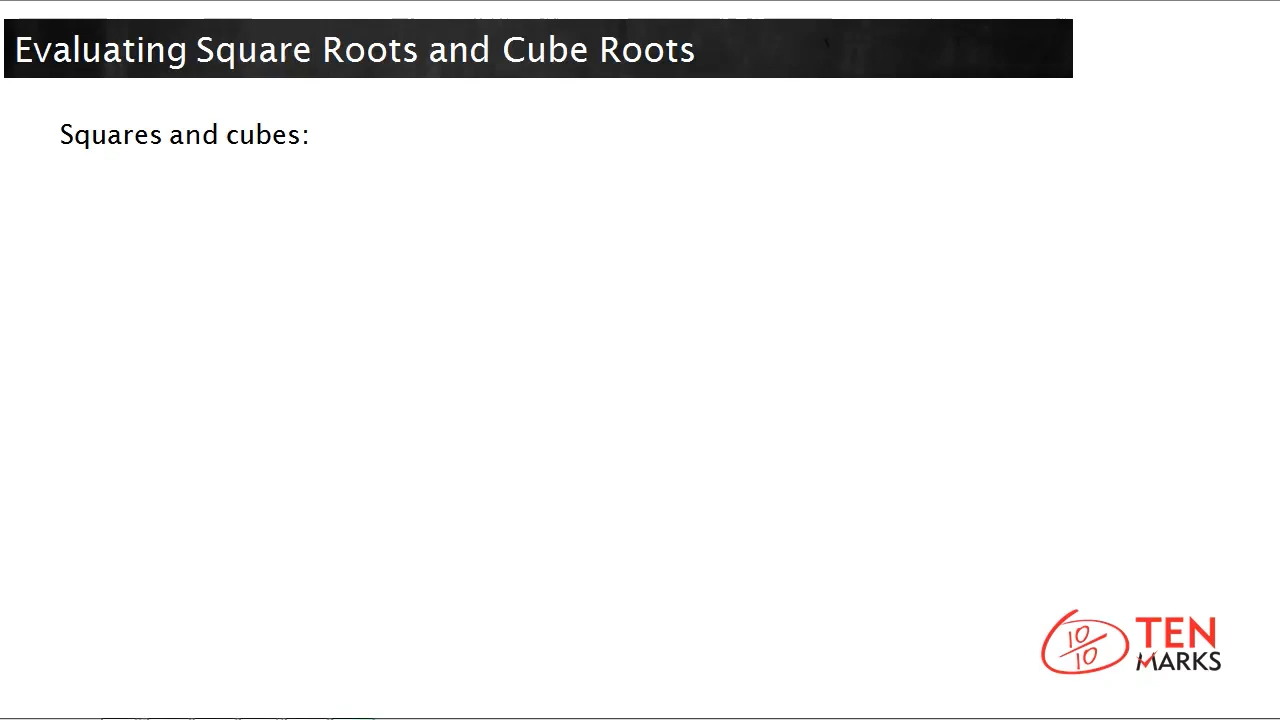 Evaluating Square Roots and Cube Roots
Squares and cubes:
10
10
TEN
MARKS